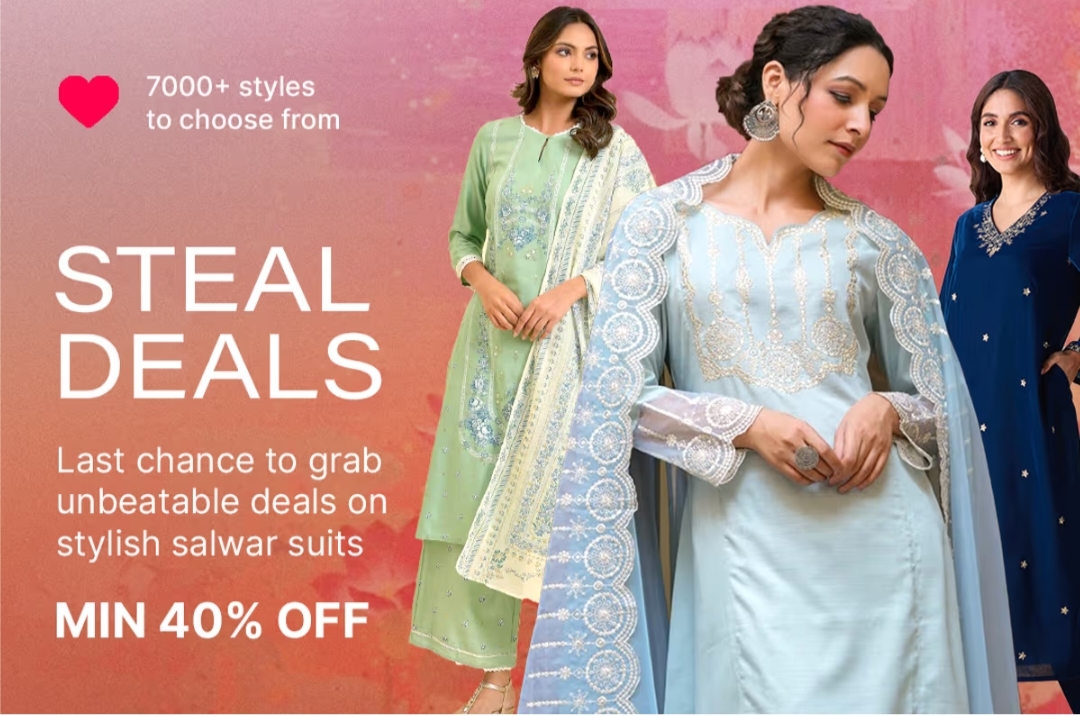 7000+ styles
to choose from
STEAL
DEALS
Last chance to grab
unbeatable deals on
stylish salwar suits
MIN 40% OFF